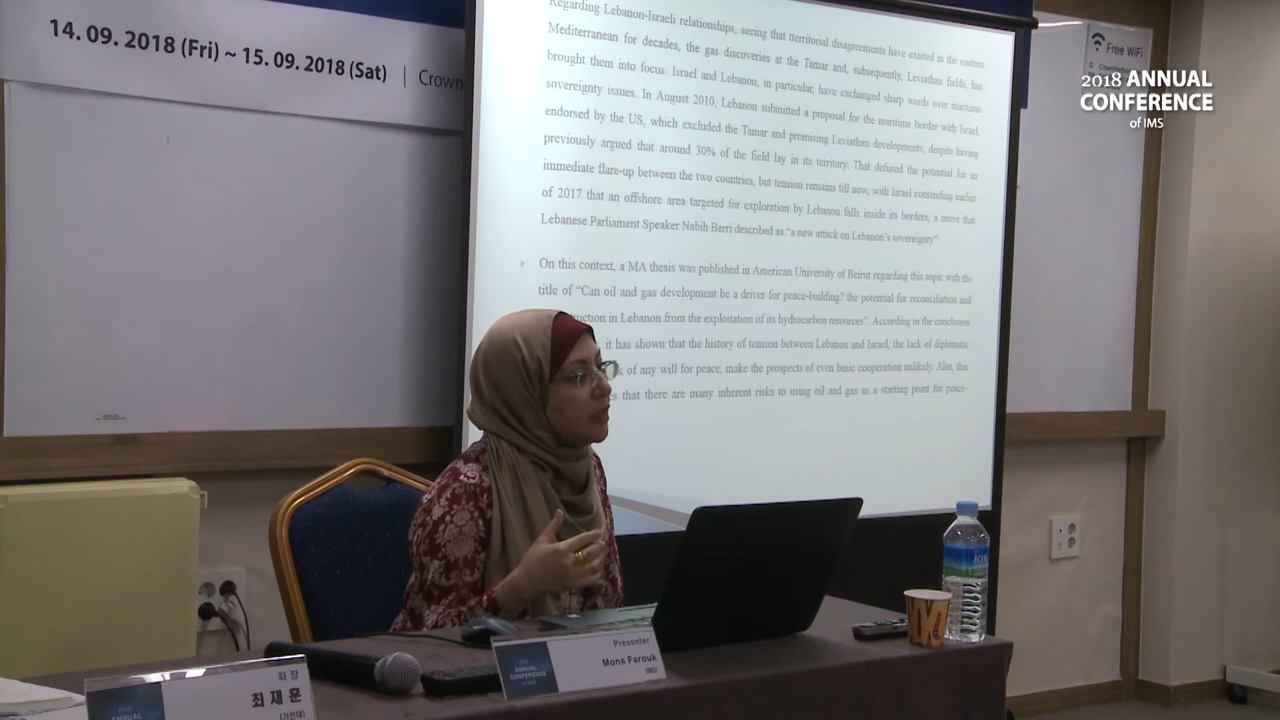 14. 09. 2018 (Fri) ~ 15. 09. 2018 (Sat) | Crown
Free WiFi
2018 ANNUAL
CONFERENCE
of IMS
Regarding Lebanon-Israeli relationships, seeing that territorial disagreements have existed in the eastern
Mediterranean for decades, the gas discoveries at the Tamar and, subsequently, Leviathan fields, has
brought them into focus. Israel and Lebanon, in particular, have exchanged sharp words over maritime
sovereignty issues. In August 2010, Lebanon submitted a proposal for the maritime border with Israel,
endorsed by the US, which excluded the Tamar and promising Leviathan developments, despite having
previously argued that around 30% of the field lay in its territory. That defused the potential for an
immediate flare-up between the two countries, but tension remains till now, with Israel contending earlier
of 2017 that an offshore area targeted for exploration by Lebanon falls inside its borders, a move that
Lebanese Parliament Speaker Nabih Berri described as “a new attack on Lebanon's sovereignty”.
On this context, a MA thesis was published in American University of Beirut regarding this topic with the
title of “Can oil and gas development be a driver for peace-building? the potential for reconciliation and
uction in Lebanon from the exploitation of its hydrocarbon resources”. According to the conclusion
it has shown that the history of tension between Lebanon and Israel, the lack of diplomatic
of any will for peace, make the prospects of even basic cooperation unlikely. Also, this
that there are many inherent risks to using oil and gas as a starting point for peace-
Presenter
Mona Farouk
ANNUAL
CONFERENCE
좌 장
최 재 훈
ANNUAL